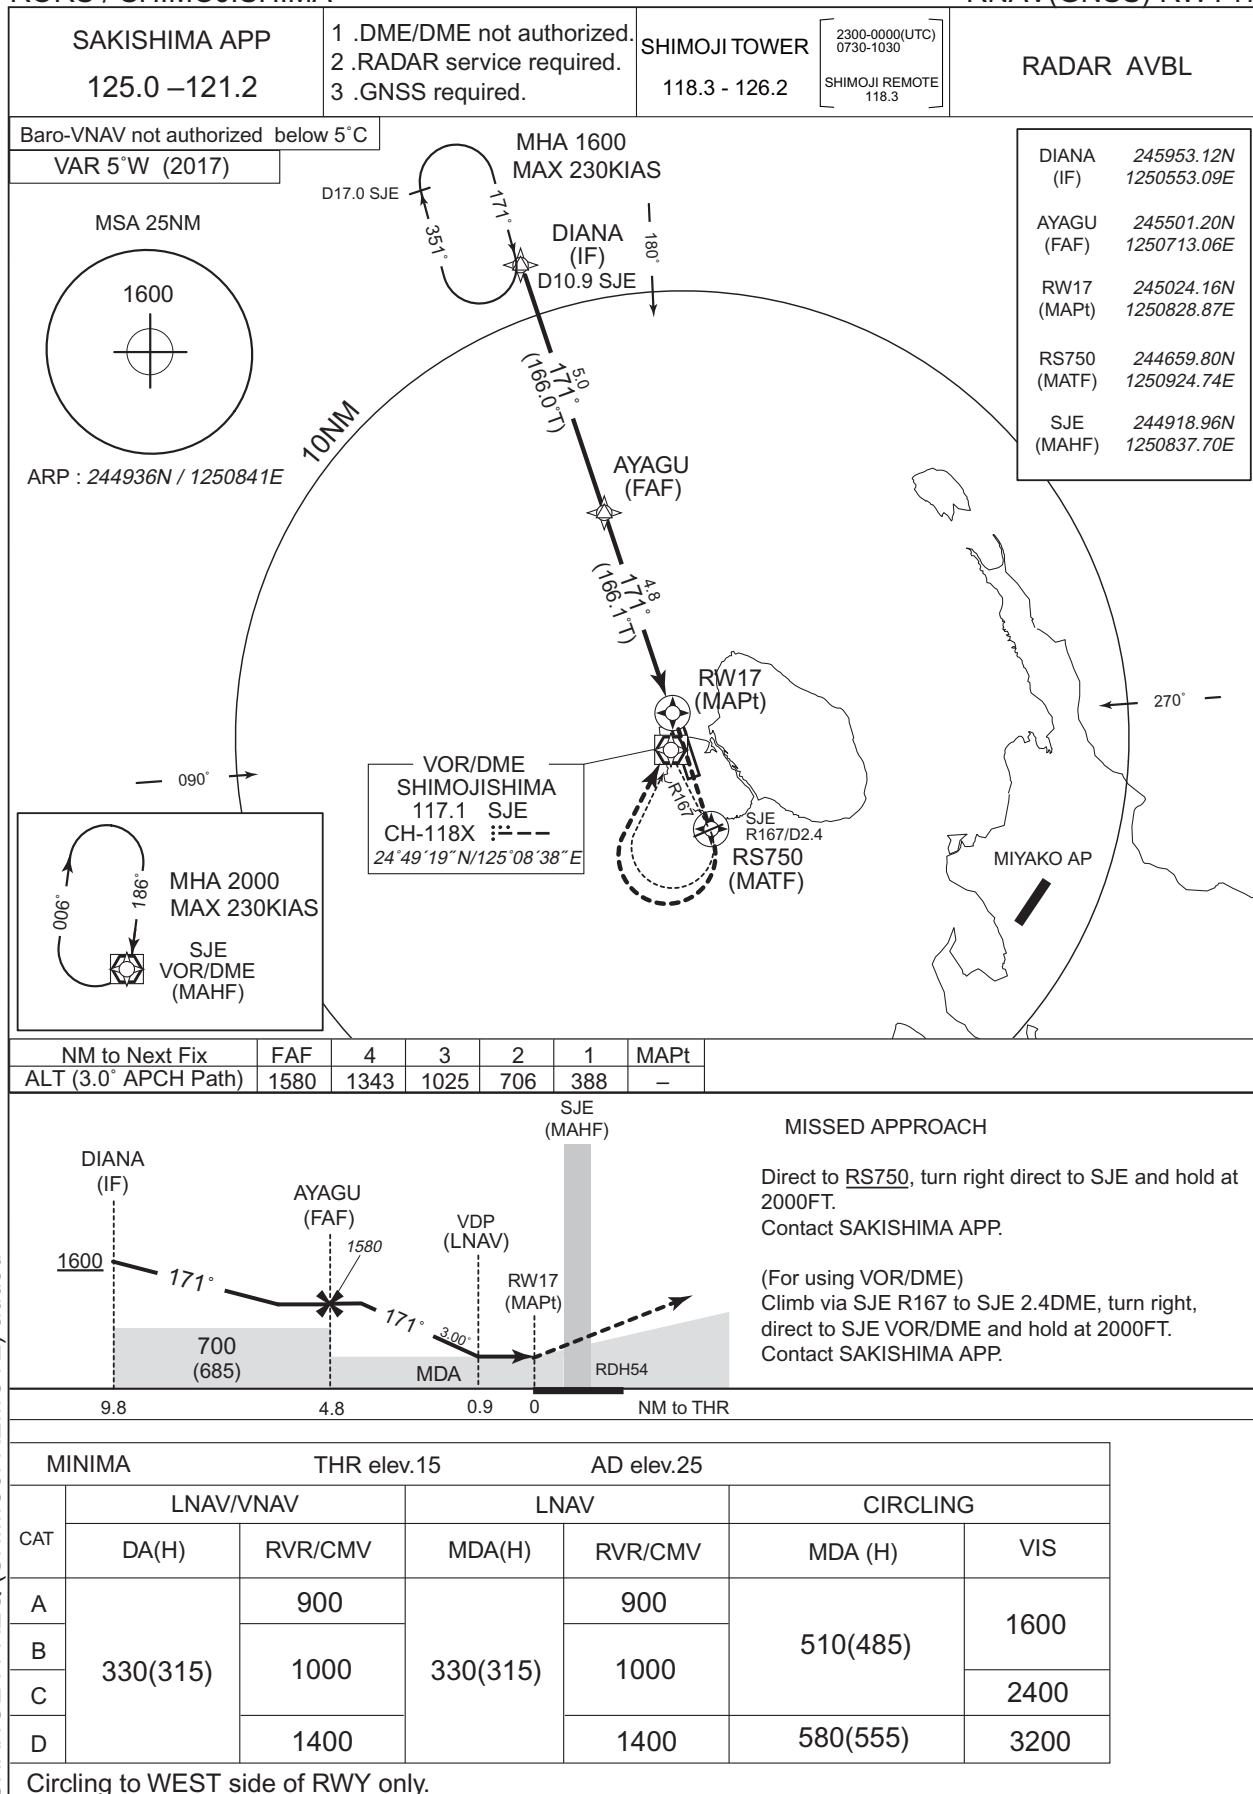 SAKISHIMA APP
125.0 –121.2
1 .DME/DME not authorized.
2 .RADAR service required.
3 .GNSS required.
SHIMOJI TOWER
118.3 - 126.2
2300-0000(UTC)
0730-1030
SHIMOJI REMOTE
118.3
RADAR AVBL
Baro-VNAV not authorized below 5˚C
VAR 5˚W (2017)
MSA 25NM
1600
ARP : 244936N / 1250841E
MHA 1600
MAX 230KIAS
D17.0 SJE
171˚
351˚
DIANA
(IF)
D10.9 SJE
180˚
DIANA
(IF)
245953.12N
1250553.09E
AYAGU
(FAF)
245501.20N
1250713.06E
RW17
(MAPt)
245024.16N
1250828.87E
RS750
(MATF)
244659.80N
1250924.74E
SJE
(MAHF)
244918.96N
1250837.70E
10NM
5.0
171˚
(166.0˚T)
AYAGU
(FAF)
4.8
171˚
(166.1˚T)
RW17
(MAPt)
270˚
090˚
VOR/DME
SHIMOJISHIMA
117.1 SJE
CH-118X
24˚49´19˝N/125˚08´38˝E
R167
SJE
R167/D2.4
RS750
(MATF)
MIYAKO AP
006˚
186˚
MHA 2000
MAX 230KIAS
SJE
VOR/DME
(MAHF)
NM to Next Fix FAF 4 3 2 1 MAPt
ALT (3.0˚ APCH Path) 1580 1343 1025 706 388 –
SJE
(MAHF)
DIANA
(IF)
AYAGU
(FAF)
VDP
(LNAV)
RW17
(MAPt)
1600
1580
171˚
171˚
3.00˚
700
(685)
MDA
RDH54
9.8 4.8 0.9 0 NM to THR
MISSED APPROACH
Direct to RS750, turn right direct to SJE and hold at
2000FT.
Contact SAKISHIMA APP.
(For using VOR/DME)
Climb via SJE R167 to SJE 2.4DME, turn right,
direct to SJE VOR/DME and hold at 2000FT.
Contact SAKISHIMA APP.
MINIMA THR elev.15 AD elev.25
CAT LNAV/VNAV LNAV CIRCLING
DA(H) RVR/CMV MDA(H) RVR/CMV MDA (H) VIS
A 330(315) 900 330(315) 900 510(485) 1600
B 1000 1000
C 2400
D 1400 1400 580(555) 3200
Circling to WEST side of RWY only.